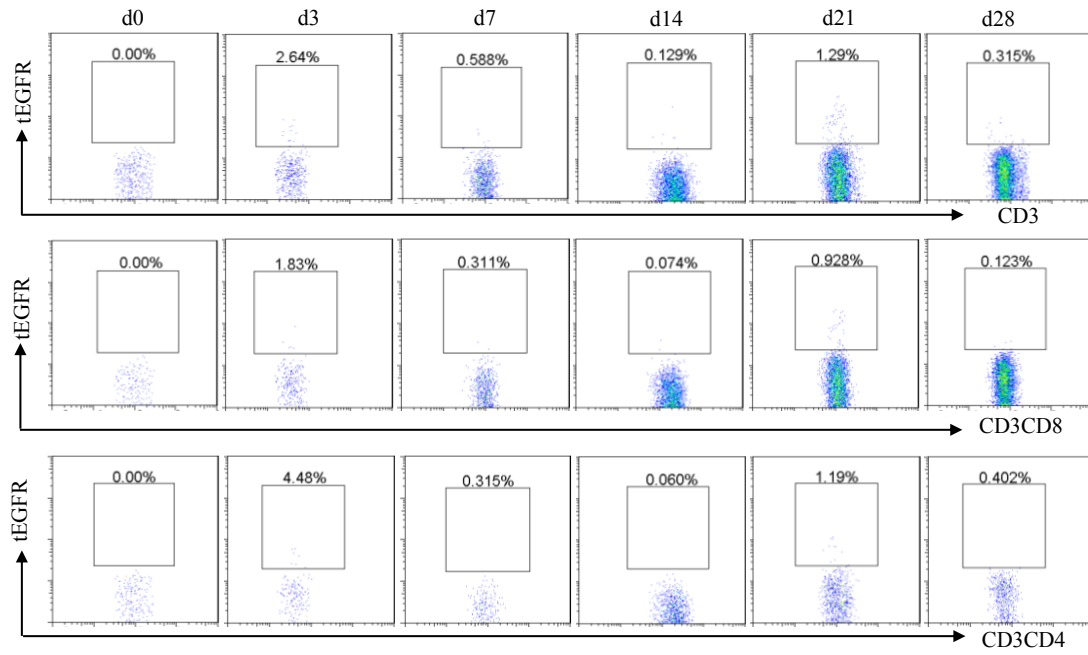 d0 d3 d7 d14 d21 d28
tEGFR 0.00% 2.64% 0.588% 0.129% 1.29% 0.315%
CD3
tEGFR 0.00% 1.83% 0.311% 0.074% 0.928% 0.123%
CD3CD8
tEGFR 0.00% 4.48% 0.315% 0.060% 1.19% 0.402%
CD3CD4